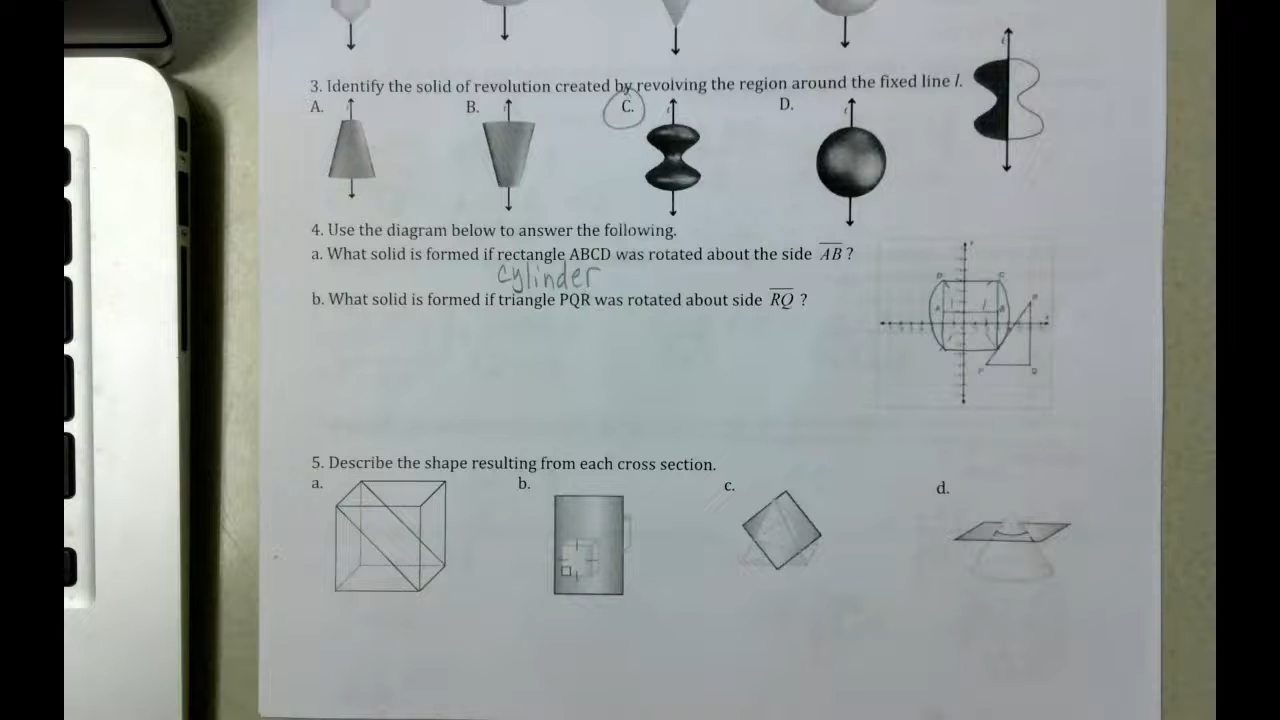 3. Identify the solid of revolution created by revolving the region around the fixed line l.
A. B. C. D.
4. Use the diagram below to answer the following.
a. What solid is formed if rectangle ABCD was rotated about the side AB ?
cylinder
b. What solid is formed if triangle PQR was rotated about side RQ ?
D C
A B
R
P Q
5. Describe the shape resulting from each cross section.
a. b. c. d.